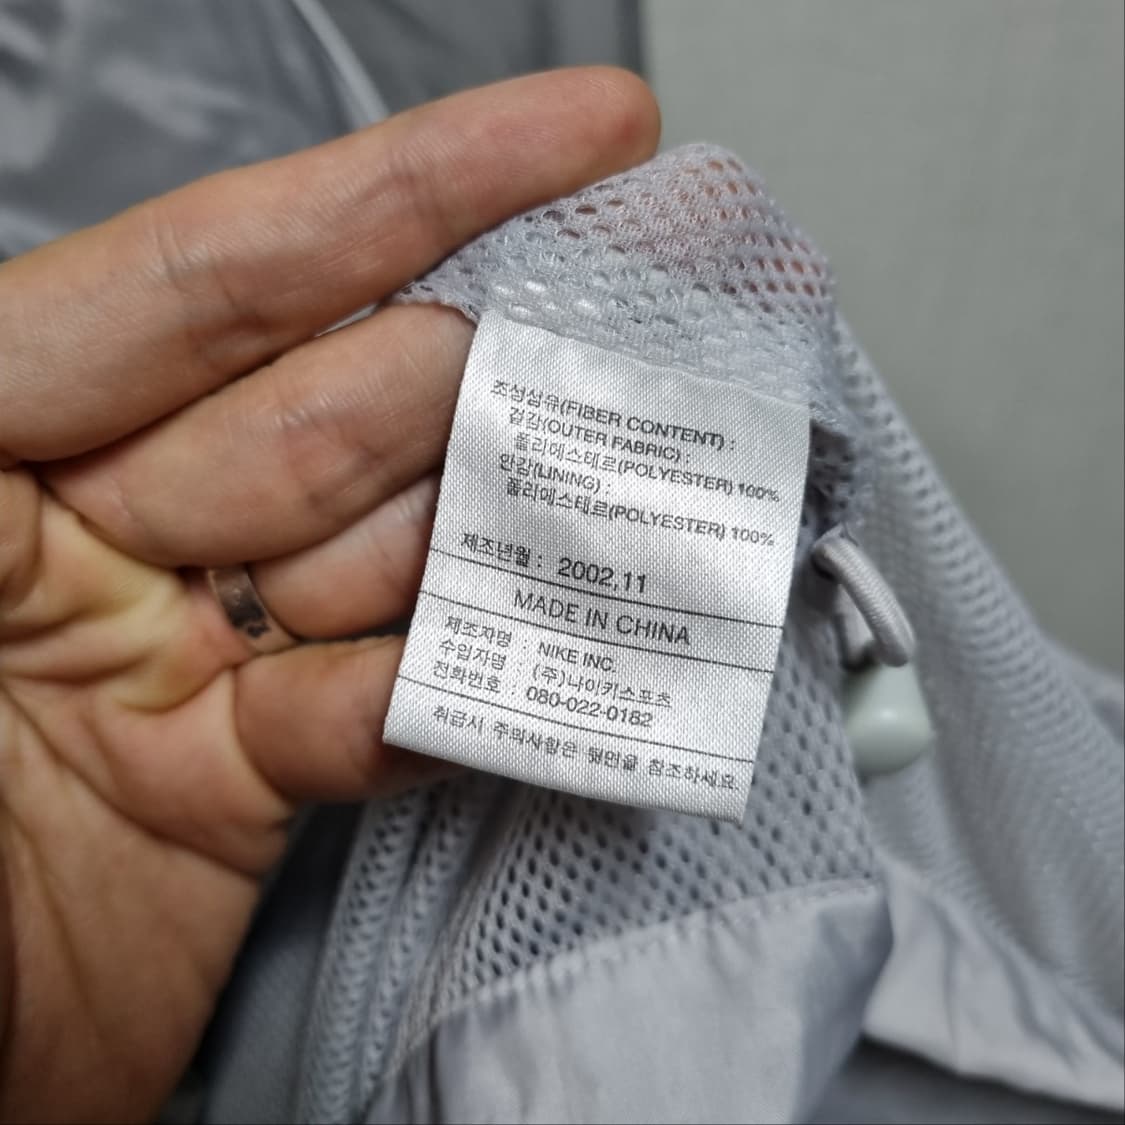 조성섬유(FIBER CONTENT) :
겉감(OUTER FABRIC) :
폴리에스테르(POLYESTER) 100%
안감(LINING) :
폴리에스테르(POLYESTER) 100%
제조년월 : 2002,11
MADE IN CHINA
제조자명 : NIKE INC.
수입자명 : (주)나이키스포츠
전화번호 : 080-022-0182
취급시 주의사항은 뒷면을 참조하세요.